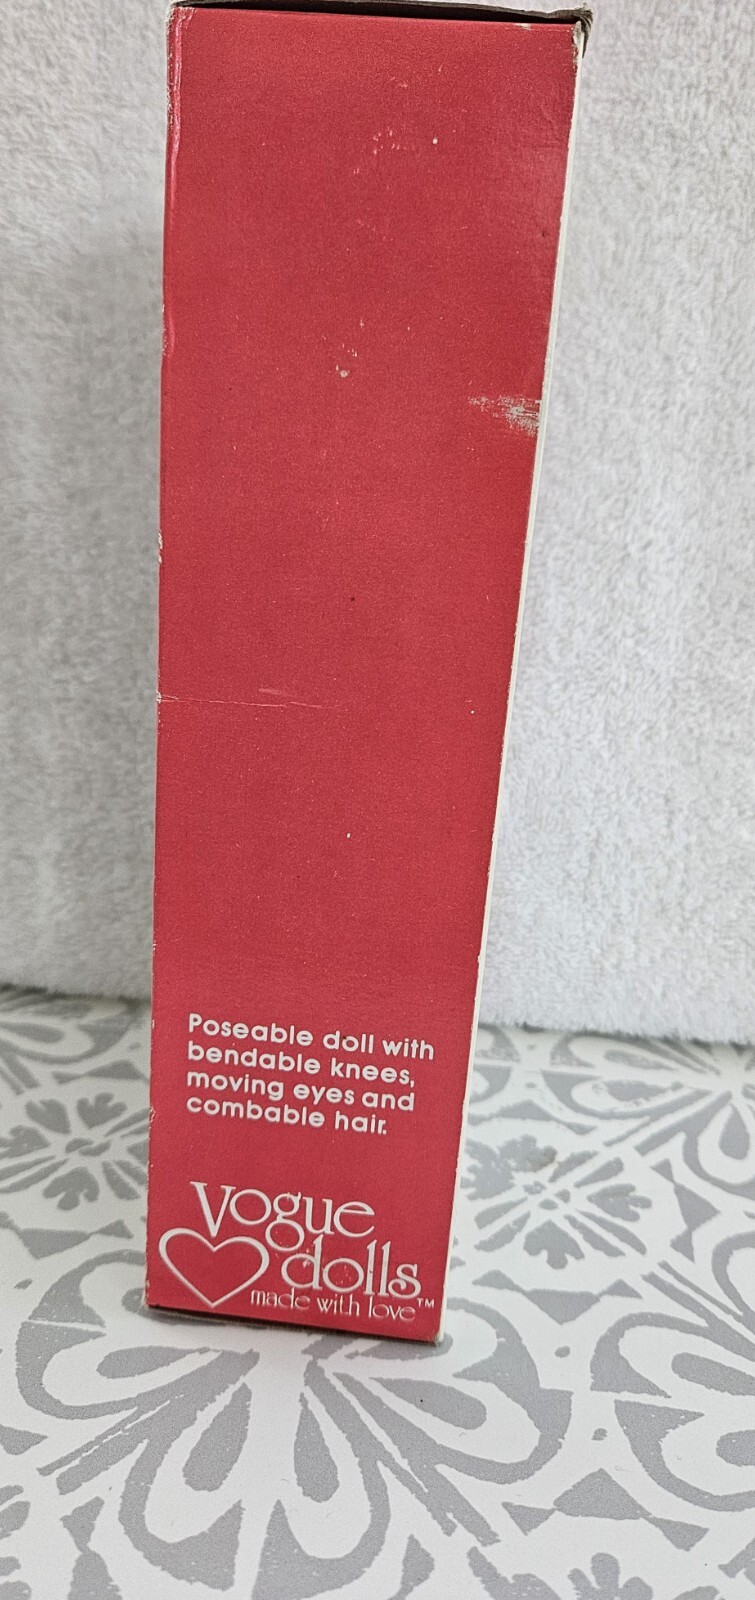 Poseable doll with
bendable knees,
moving eyes and
combable hair.
Vogue
dolls
made with love™